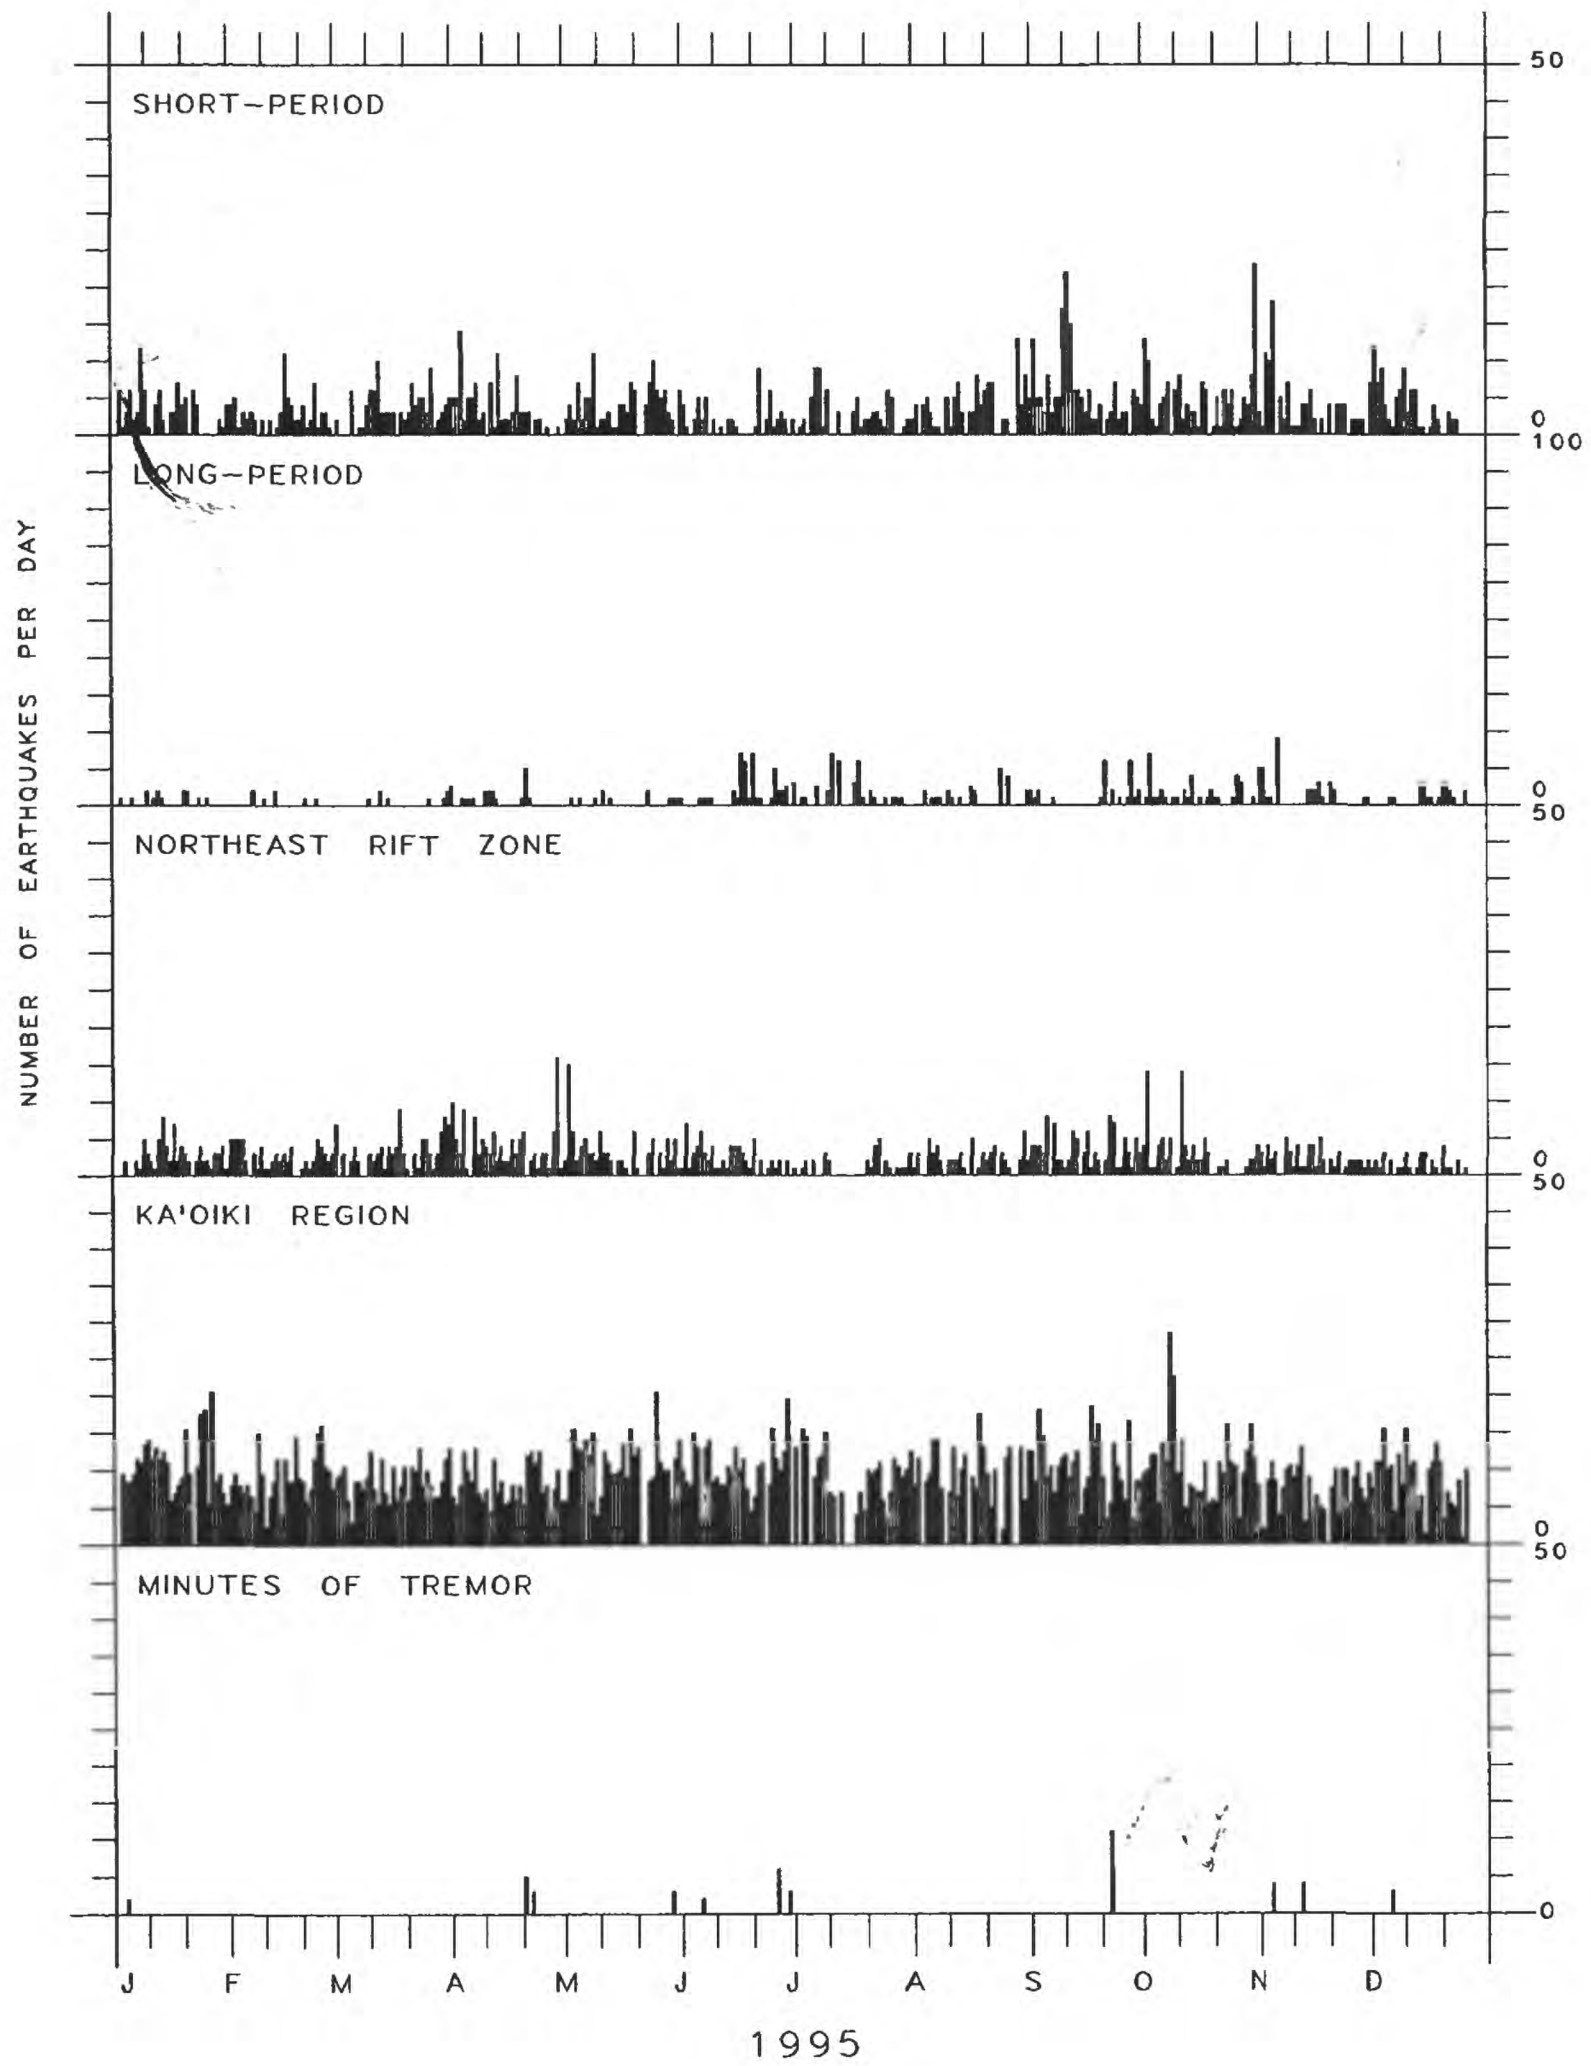 50
SHORT-PERIOD
0
100
LONG-PERIOD
0
50
NORTHEAST RIFT ZONE
0
50
KA'OIKI REGION
0
50
MINUTES OF TREMOR
0
NUMBER OF EARTHQUAKES PER DAY
J F M A M J J A S O N D
1995